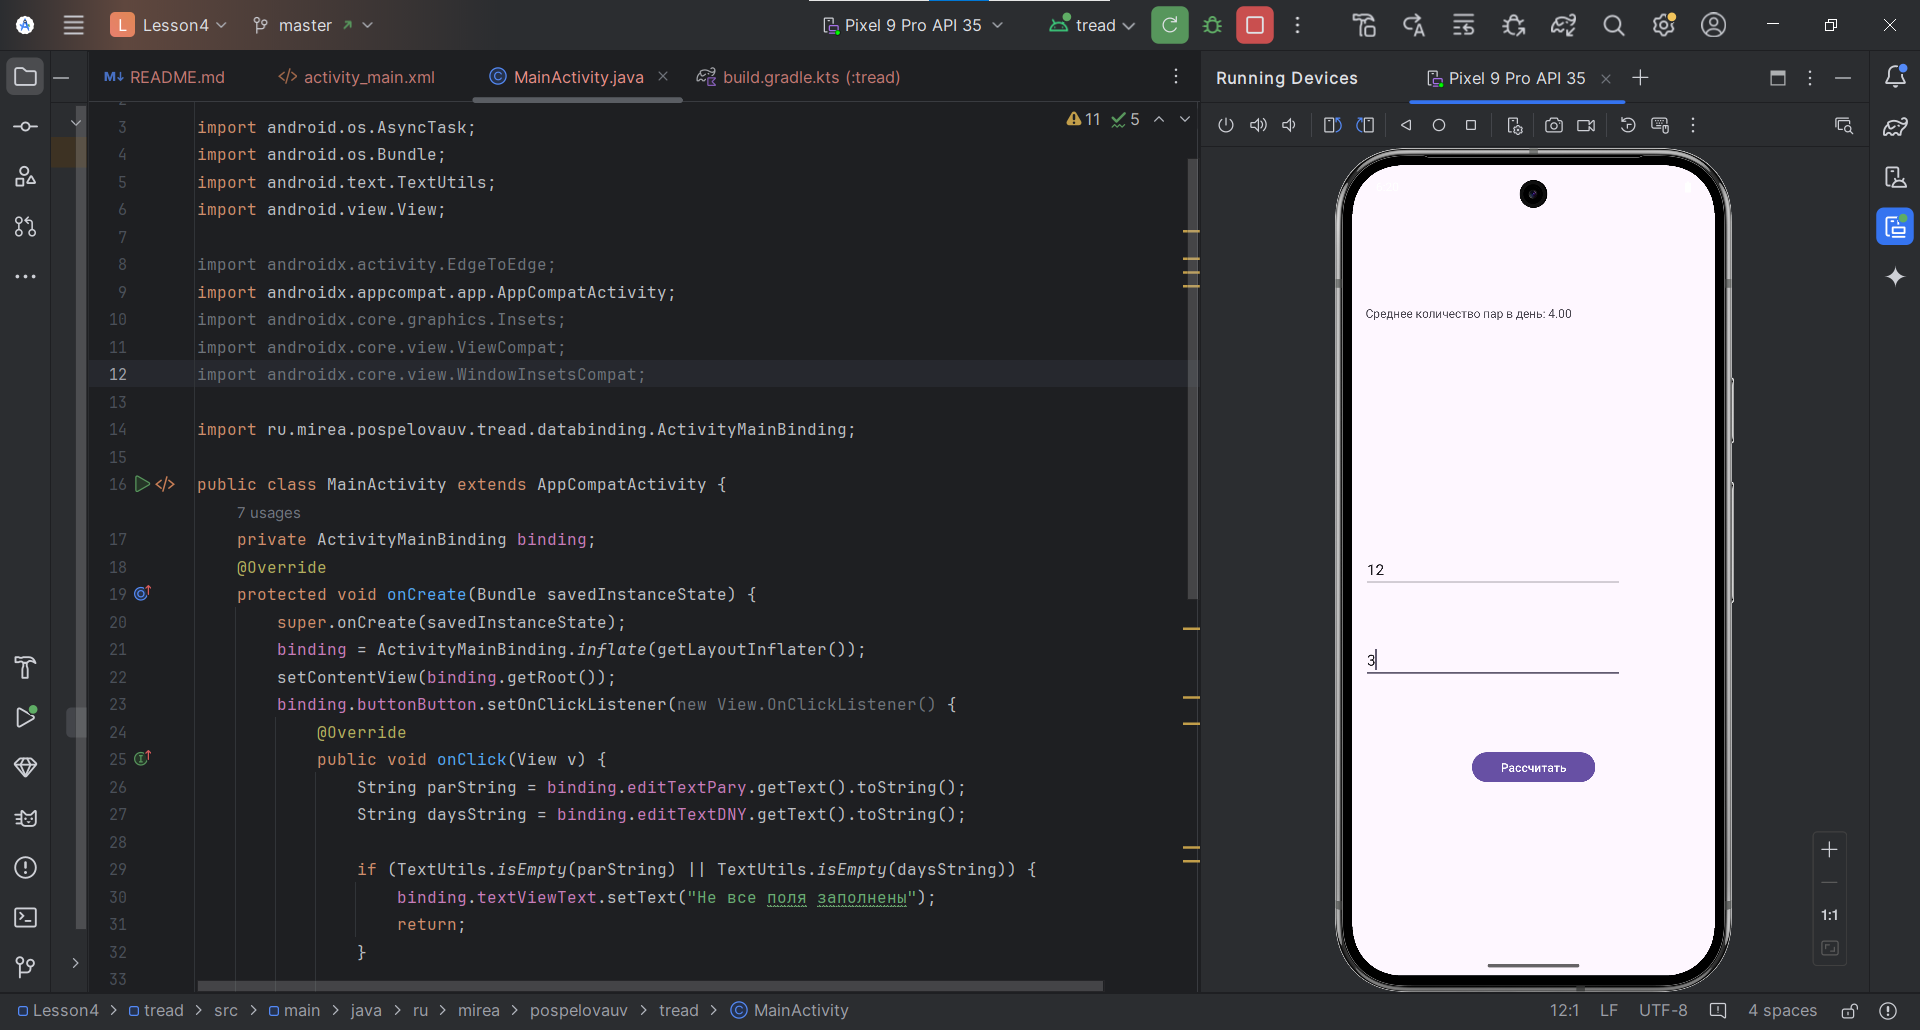 L Lesson4 master Pixel 9 Pro API 35 tread
README.md activity_main.xml MainActivity.java build.gradle.kts (:tread) Running Devices Pixel 9 Pro API 35
11 5
3 import android.os.AsyncTask;
4 import android.os.Bundle;
5 import android.text.TextUtils;
6 import android.view.View;
7
8 import androidx.activity.EdgeToEdge;
9 import androidx.appcompat.app.AppCompatActivity;
10 import androidx.core.graphics.Insets;
11 import androidx.core.view.ViewCompat;
12 import androidx.core.view.WindowInsetsCompat;
13
14 import ru.mirea.pospelovauv.tread.databinding.ActivityMainBinding;
15
16 public class MainActivity extends AppCompatActivity {
7 usages
17 private ActivityMainBinding binding;
18 @Override
19 protected void onCreate(Bundle savedInstanceState) {
20 super.onCreate(savedInstanceState);
21 binding = ActivityMainBinding.inflate(getLayoutInflater());
22 setContentView(binding.getRoot());
23 binding.buttonButton.setOnClickListener(new View.OnClickListener() {
24 @Override
25 public void onClick(View v) {
26 String parString = binding.editTextPary.getText().toString();
27 String daysString = binding.editTextDNY.getText().toString();
28
29 if (TextUtils.isEmpty(parString) || TextUtils.isEmpty(daysString)) {
30 binding.textViewText.setText("Не все поля заполнены");
31 return;
32 }
33
Среднее количество пар в день: 4.00
12
3
Рассчитать
1:1
Lesson4 > tread > src > main > java > ru > mirea > pospelovauv > tread > MainActivity 12:1 LF UTF-8 4 spaces